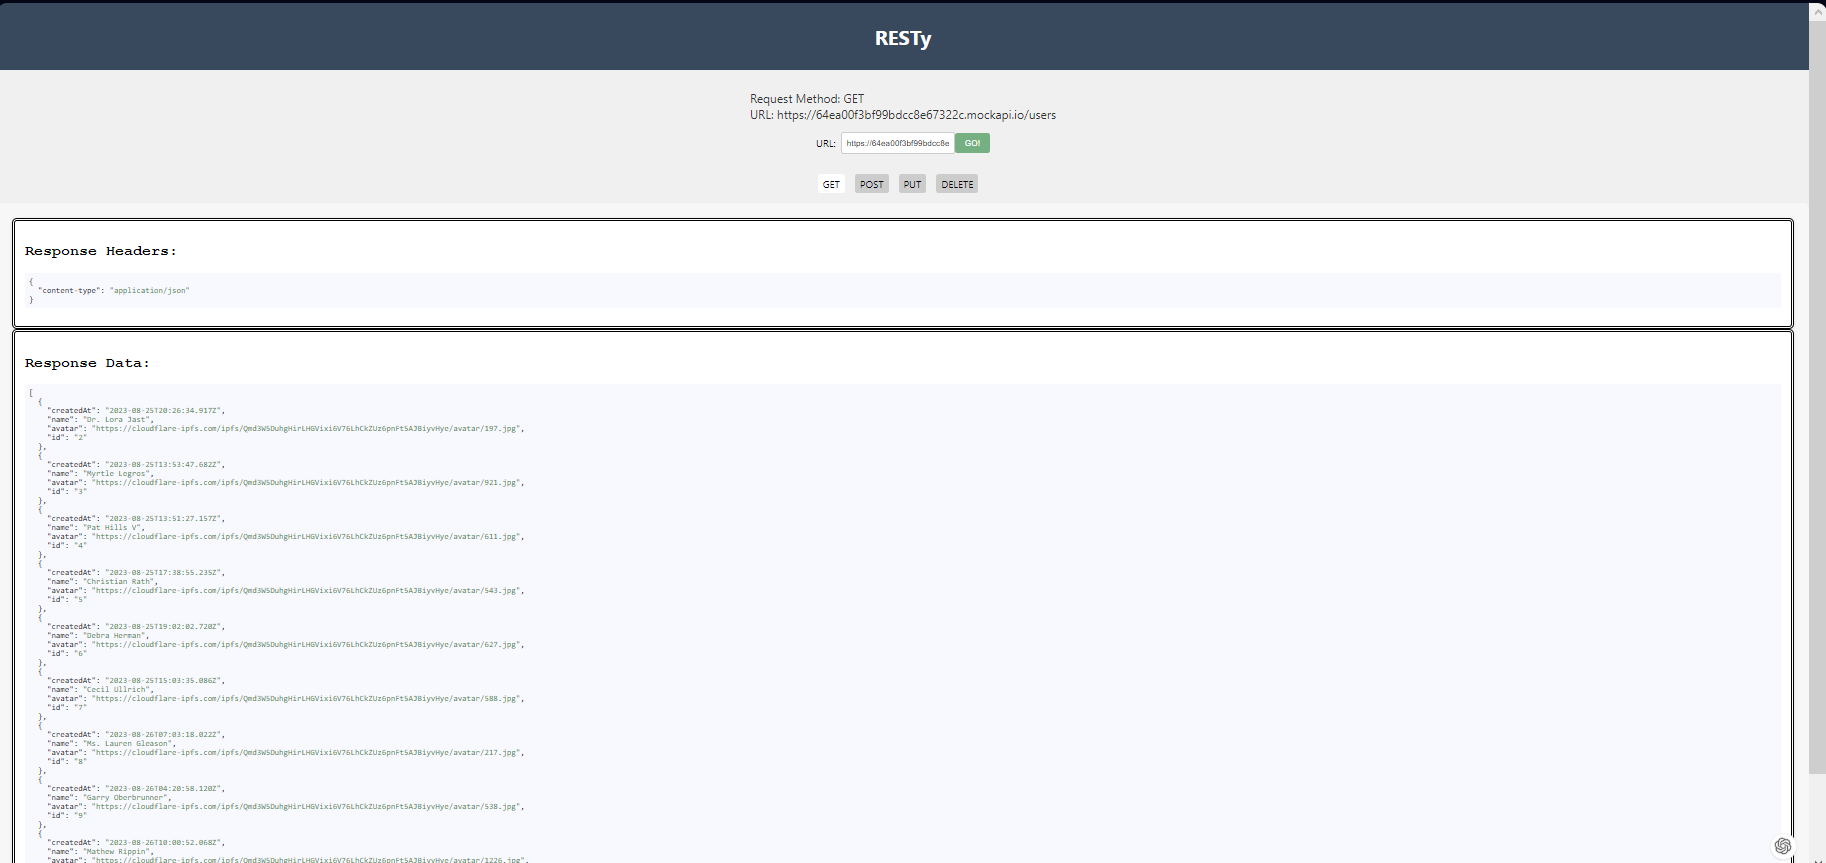 RESTy
Request Method: GET
URL: https://64ea00f3bf99bdcc8e67322c.mockapi.io/users
URL: https://64ea00f3bf99bdcc8e GO!
GET POST PUT DELETE
Response Headers:
{
"content-type": "application/json"
}
Response Data:
[
{
"createdAt": "2023-08-25T20:26:34.917Z",
"name": "Dr. Lora Jast",
"avatar": "https://cloudflare-ipfs.com/ipfs/Qmd3W5DuhgHirLHGVixi6V76LhCkZUz6pnFt5AJBiyvHye/avatar/197.jpg",
"id": "2"
},
{
"createdAt": "2023-08-25T13:53:47.682Z",
"name": "Myrtle Legros",
"avatar": "https://cloudflare-ipfs.com/ipfs/Qmd3W5DuhgHirLHGVixi6V76LhCkZUz6pnFt5AJBiyvHye/avatar/921.jpg",
"id": "3"
},
{
"createdAt": "2023-08-25T13:51:27.157Z",
"name": "Pat Hills V",
"avatar": "https://cloudflare-ipfs.com/ipfs/Qmd3W5DuhgHirLHGVixi6V76LhCkZUz6pnFt5AJBiyvHye/avatar/611.jpg",
"id": "4"
},
{
"createdAt": "2023-08-25T17:38:55.235Z",
"name": "Christian Rath",
"avatar": "https://cloudflare-ipfs.com/ipfs/Qmd3W5DuhgHirLHGVixi6V76LhCkZUz6pnFt5AJBiyvHye/avatar/543.jpg",
"id": "5"
},
{
"createdAt": "2023-08-25T19:02:02.720Z",
"name": "Debra Herman",
"avatar": "https://cloudflare-ipfs.com/ipfs/Qmd3W5DuhgHirLHGVixi6V76LhCkZUz6pnFt5AJBiyvHye/avatar/627.jpg",
"id": "6"
},
{
"createdAt": "2023-08-25T15:03:35.086Z",
"name": "Cecil Ullrich",
"avatar": "https://cloudflare-ipfs.com/ipfs/Qmd3W5DuhgHirLHGVixi6V76LhCkZUz6pnFt5AJBiyvHye/avatar/588.jpg",
"id": "7"
},
{
"createdAt": "2023-08-26T07:03:18.022Z",
"name": "Ms. Lauren Gleason",
"avatar": "https://cloudflare-ipfs.com/ipfs/Qmd3W5DuhgHirLHGVixi6V76LhCkZUz6pnFt5AJBiyvHye/avatar/217.jpg",
"id": "8"
},
{
"createdAt": "2023-08-26T04:20:58.120Z",
"name": "Garry Oberbrunner",
"avatar": "https://cloudflare-ipfs.com/ipfs/Qmd3W5DuhgHirLHGVixi6V76LhCkZUz6pnFt5AJBiyvHye/avatar/538.jpg",
"id": "9"
},
{
"createdAt": "2023-08-26T10:00:52.068Z",
"name": "Mathew Rippin",
"avatar": "https://cloudflare-ipfs.com/ipfs/Qmd3W5DuhgHirLHGVixi6V76LhCkZUz6pnFt5AJBiyvHye/avatar/1226.jpg",